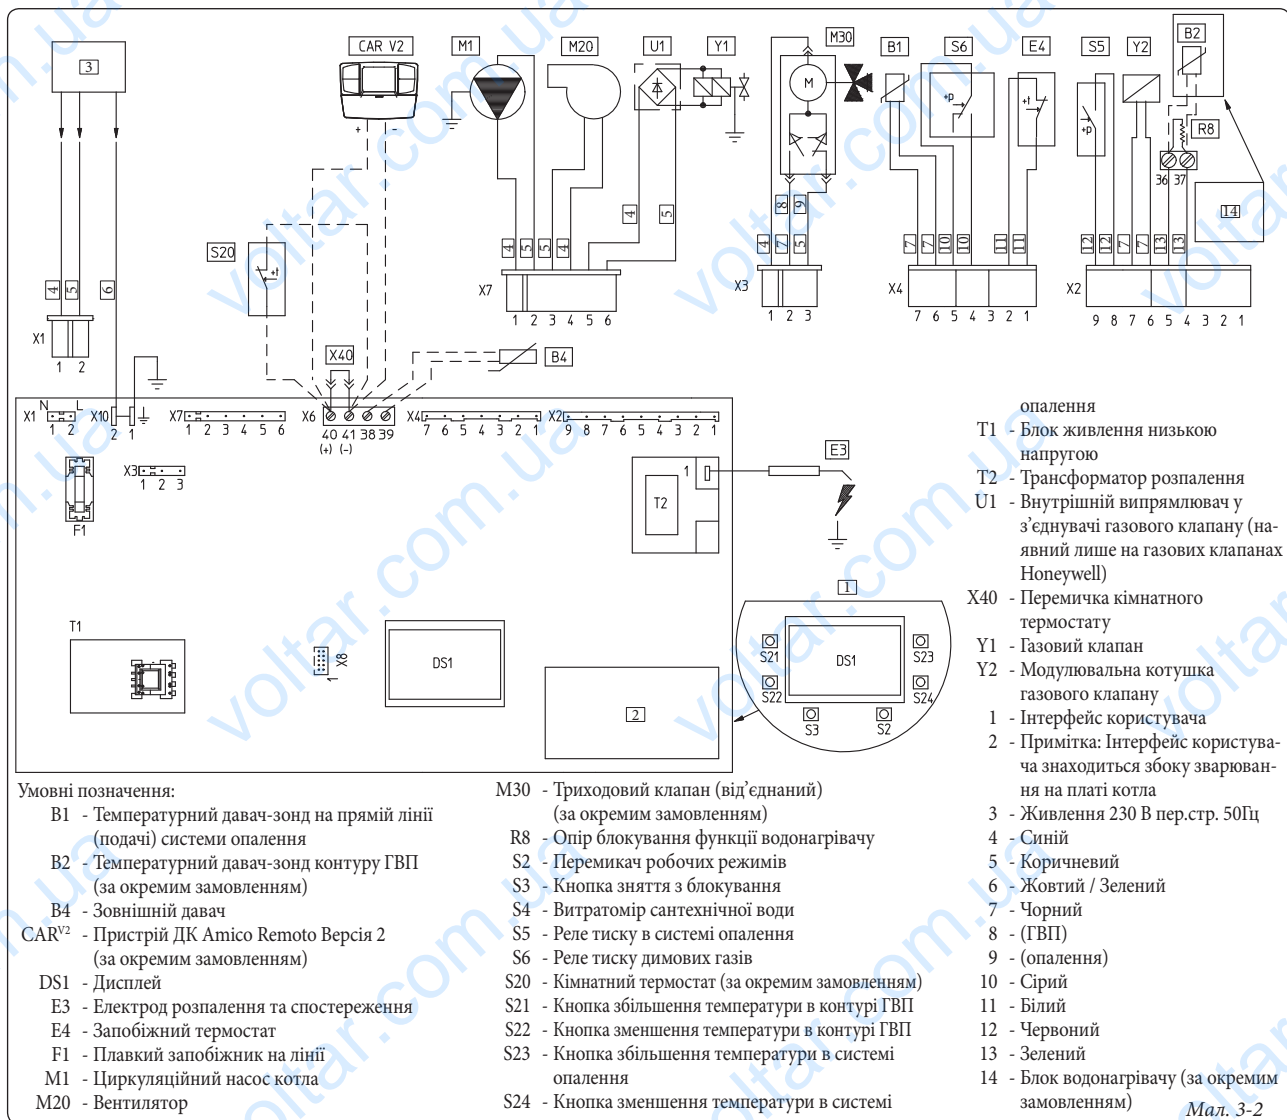 3
CAR V2
M1
M20
U1
Y1
M30
B1
S6
E4
S5
Y2
B2
M
+p
+t
+p
R8
36 37
14
+ -
S20
+t
4 5 6
X1
1 2
4 5 5 4 4 5
X7
1 2 3 4 5 6
8 9
4 7 5
X3
1 2 3
7 7 10 10 11 11
X4
7 6 5 4 3 2 1
12 12 7 7 13 13
X2
9 8 7 6 5 4 3 2 1
X40
B4
X1 N L
1 2
X10
2 1
X7
1 2 3 4 5 6
X6
40 41 38 39
(+) (-)
X4
7 6 5 4 3 2 1
X2
9 8 7 6 5 4 3 2 1
X3
1 2 3
F1
1
T2
E3
T1
X8
1
DS1
2
1
DS1
S21
S22
S23
S24
S3
S2
Умовні позначення:
B1 - Температурний давач-зонд на прямій лінії
(подачі) системи опалення
B2 - Температурний давач-зонд контуру ГВП
(за окремим замовленням)
B4 - Зовнішній давач
CARV2 - Пристрій ДК Amico Remoto Версія 2
(за окремим замовленням)
DS1 - Дисплей
E3 - Електрод розпалення та спостереження
E4 - Запобіжний термостат
F1 - Плавкий запобіжник на лінії
M1 - Циркуляційний насос котла
M20 - Вентилятор
M30 - Триходовий клапан (від’єднаний)
(за окремим замовленням)
R8 - Опір блокування функції водонагрівачу
S2 - Перемикач робочих режимів
S3 - Кнопка зняття з блокування
S4 - Витратомір сантехнічної води
S5 - Реле тиску в системі опалення
S6 - Реле тиску димових газів
S20 - Кімнатний термостат (за окремим замовленням)
S21 - Кнопка збільшення температури в контурі ГВП
S22 - Кнопка зменшення температури в контурі ГВП
S23 - Кнопка збільшення температури в системі
опалення
S24 - Кнопка зменшення температури в системі
опалення
T1 - Блок живлення низькою
напругою
T2 - Трансформатор розпалення
U1 - Внутрішній випрямлювач у
з’єднувачі газового клапану (на-
явний лише на газових клапанах
Honeywell)
X40 - Перемичка кімнатного
термостату
Y1 - Газовий клапан
Y2 - Модулювальна котушка
газового клапану
1 - Інтерфейс користувача
2 - Примітка: Інтерфейс користува-
ча знаходиться збоку зварюван-
ня на платі котла
3 - Живлення 230 В пер.стр. 50Гц
4 - Синій
5 - Коричневий
6 - Жовтий / Зелений
7 - Чорний
8 - (ГВП)
9 - (опалення)
10 - Сірий
11 - Білий
12 - Червоний
13 - Зелений
14 - Блок водонагрівачу (за окремим
замовленням)
Мал. 3-2
voltar.com.ua